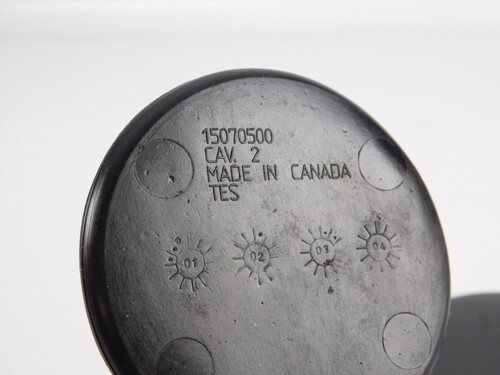 15070500
CAV. 2
MADE IN CANADA
TES
01 02 03 04